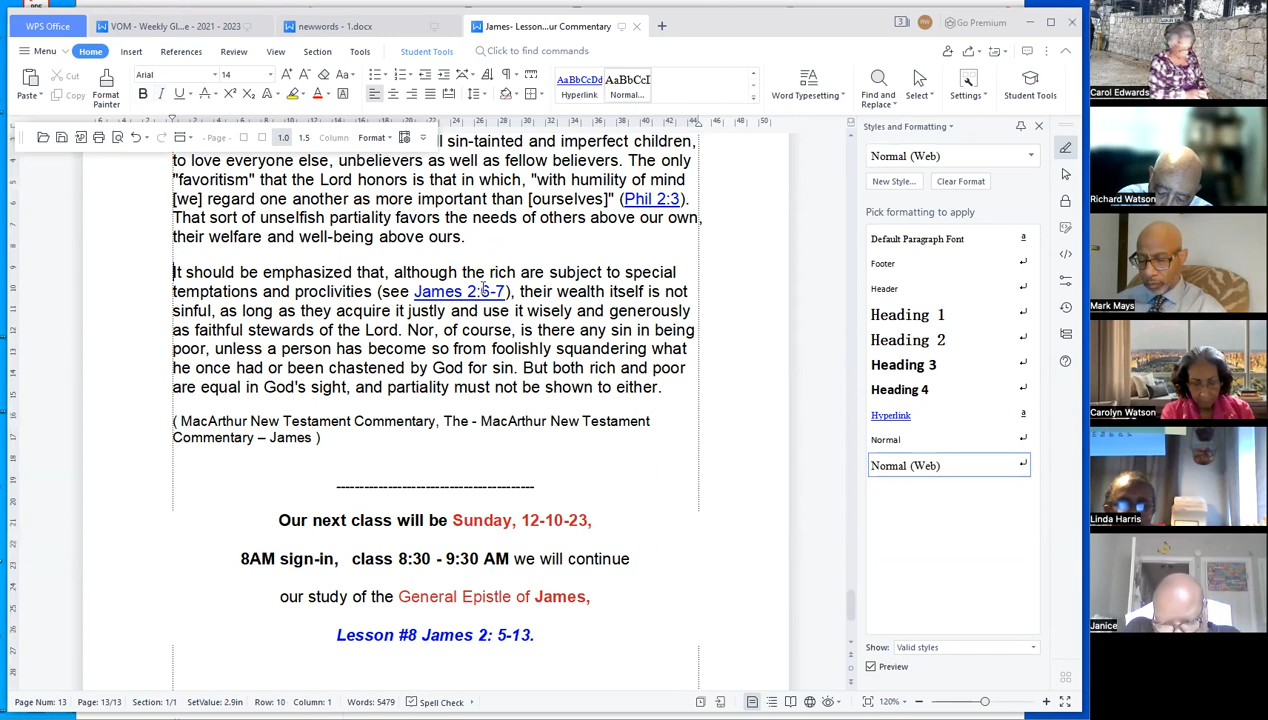 WPS Office
VOM - Weekly Gl...e - 2021 - 2023
newwords - 1.docx
James- Lesson...ur Commentary
Go Premium
Menu
Home
Insert
References
Review
View
Section
Tools
Student Tools
Click to find commands
Paste
Cut
Copy
Format Painter
Arial
14
AaBbCcDd
Hyperlink
AaBbCcI
Normal...
Word Typesetting
Find and Replace
Select
Settings
Student Tools
- Page -
1.0
1.5
Column
Format
l sin-tainted and imperfect children,
to love everyone else, unbelievers as well as fellow believers. The only
"favoritism" that the Lord honors is that in which, "with humility of mind
[we] regard one another as more important than [ourselves]" (Phil 2:3).
That sort of unselfish partiality favors the needs of others above our own,
their welfare and well-being above ours.
It should be emphasized that, although the rich are subject to special
temptations and proclivities (see James 2:6-7), their wealth itself is not
sinful, as long as they acquire it justly and use it wisely and generously
as faithful stewards of the Lord. Nor, of course, is there any sin in being
poor, unless a person has become so from foolishly squandering what
he once had or been chastened by God for sin. But both rich and poor
are equal in God's sight, and partiality must not be shown to either.
( MacArthur New Testament Commentary, The - MacArthur New Testament
Commentary – James )
------------------------------------------
Our next class will be Sunday, 12-10-23,
8AM sign-in, class 8:30 - 9:30 AM we will continue
our study of the General Epistle of James,
Lesson #8 James 2: 5-13.
Styles and Formatting
Normal (Web)
New Style...
Clear Format
Pick formatting to apply
Default Paragraph Font
Footer
Header
Heading 1
Heading 2
Heading 3
Heading 4
Hyperlink
Normal
Normal (Web)
Show:
Valid styles
Preview
Page Num: 13
Page: 13/13
Section: 1/1
SetValue: 2.9in
Row: 10
Column: 1
Words: 5479
Spell Check
120%
Carol Edwards
Richard Watson
Mark Mays
Carolyn Watson
Linda Harris
Janice